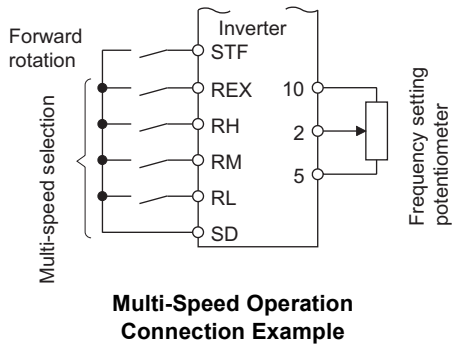 Inverter
Forward
rotation
STF
REX
RH
RM
RL
SD
Multi-speed selection
10
2
5
Frequency setting
potentiometer
Multi-Speed Operation
Connection Example